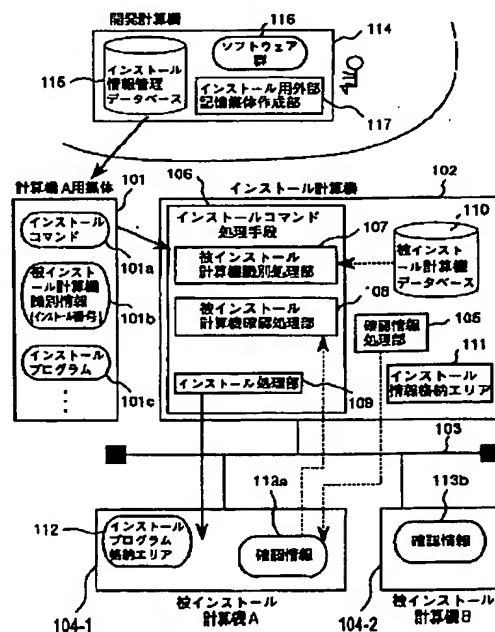 開発計算機
116
114
ソフトウェア
群
115
インストール
情報管理
データベース
インストール用外部
記憶媒体作成部
117
計算機A用媒体
101
106
インストール計算機
102
インストールコマンド
処理手段
107
110
インストール
コマンド
101a
被インストール
計算機識別処理部
被インスト
ール計算機
データベース
108
被インスト
ール計算機
識別情報
(インストール番号)
101b
被インストール
計算機確認処理部
105
確認情報
処理部
111
インストール
プログラム
101c
インストール処理部
109
インストール
情報格納エリア
103
112
113a
113b
インストール
プログラム
格納エリア
確認情報
確認情報
104-1
被インストール
計算機A
104-2
被インストール
計算機B